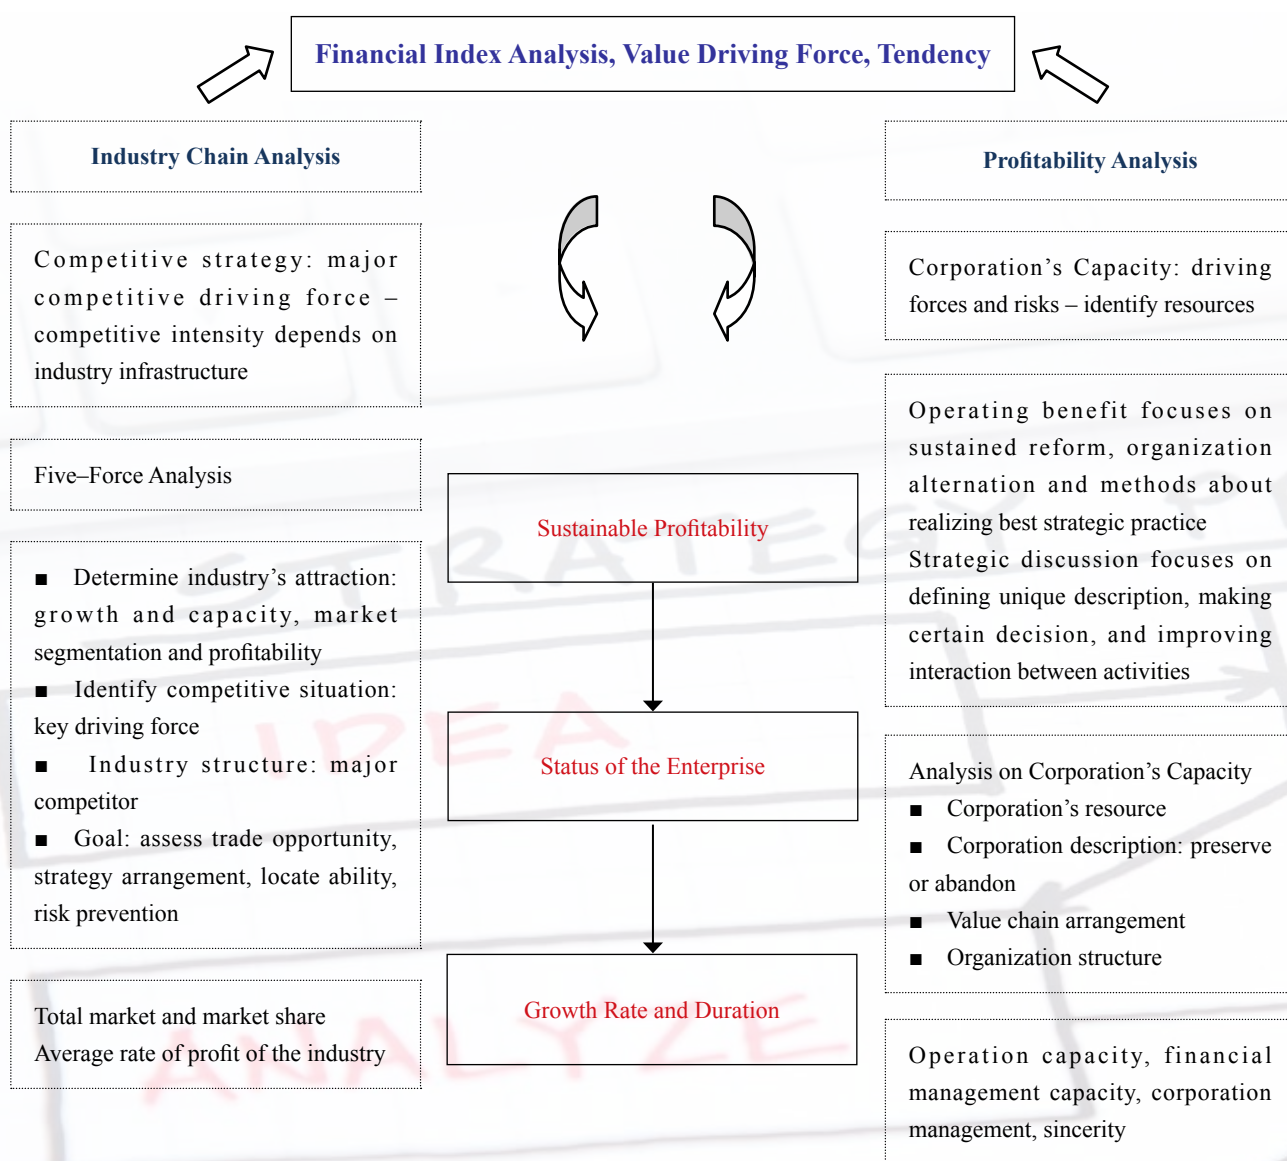 Financial Index Analysis, Value Driving Force, Tendency
Industry Chain Analysis
Competitive strategy: major
competitive driving force –
competitive intensity depends on
industry infrastructure
Five–Force Analysis
■ Determine industry’s attraction:
growth and capacity, market
segmentation and profitability
■ Identify competitive situation:
key driving force
■ Industry structure: major
competitor
■ Goal: assess trade opportunity,
strategy arrangement, locate ability,
risk prevention
Total market and market share
Average rate of profit of the industry
Sustainable Profitability
Status of the Enterprise
Growth Rate and Duration
Profitability Analysis
Corporation’s Capacity: driving
forces and risks – identify resources
Operating benefit focuses on
sustained reform, organization
alternation and methods about
realizing best strategic practice
Strategic discussion focuses on
defining unique description, making
certain decision, and improving
interaction between activities
Analysis on Corporation’s Capacity
■ Corporation’s resource
■ Corporation description: preserve
or abandon
■ Value chain arrangement
■ Organization structure
Operation capacity, financial
management capacity, corporation
management, sincerity
STRATEGY
IDEA
ANALYZE